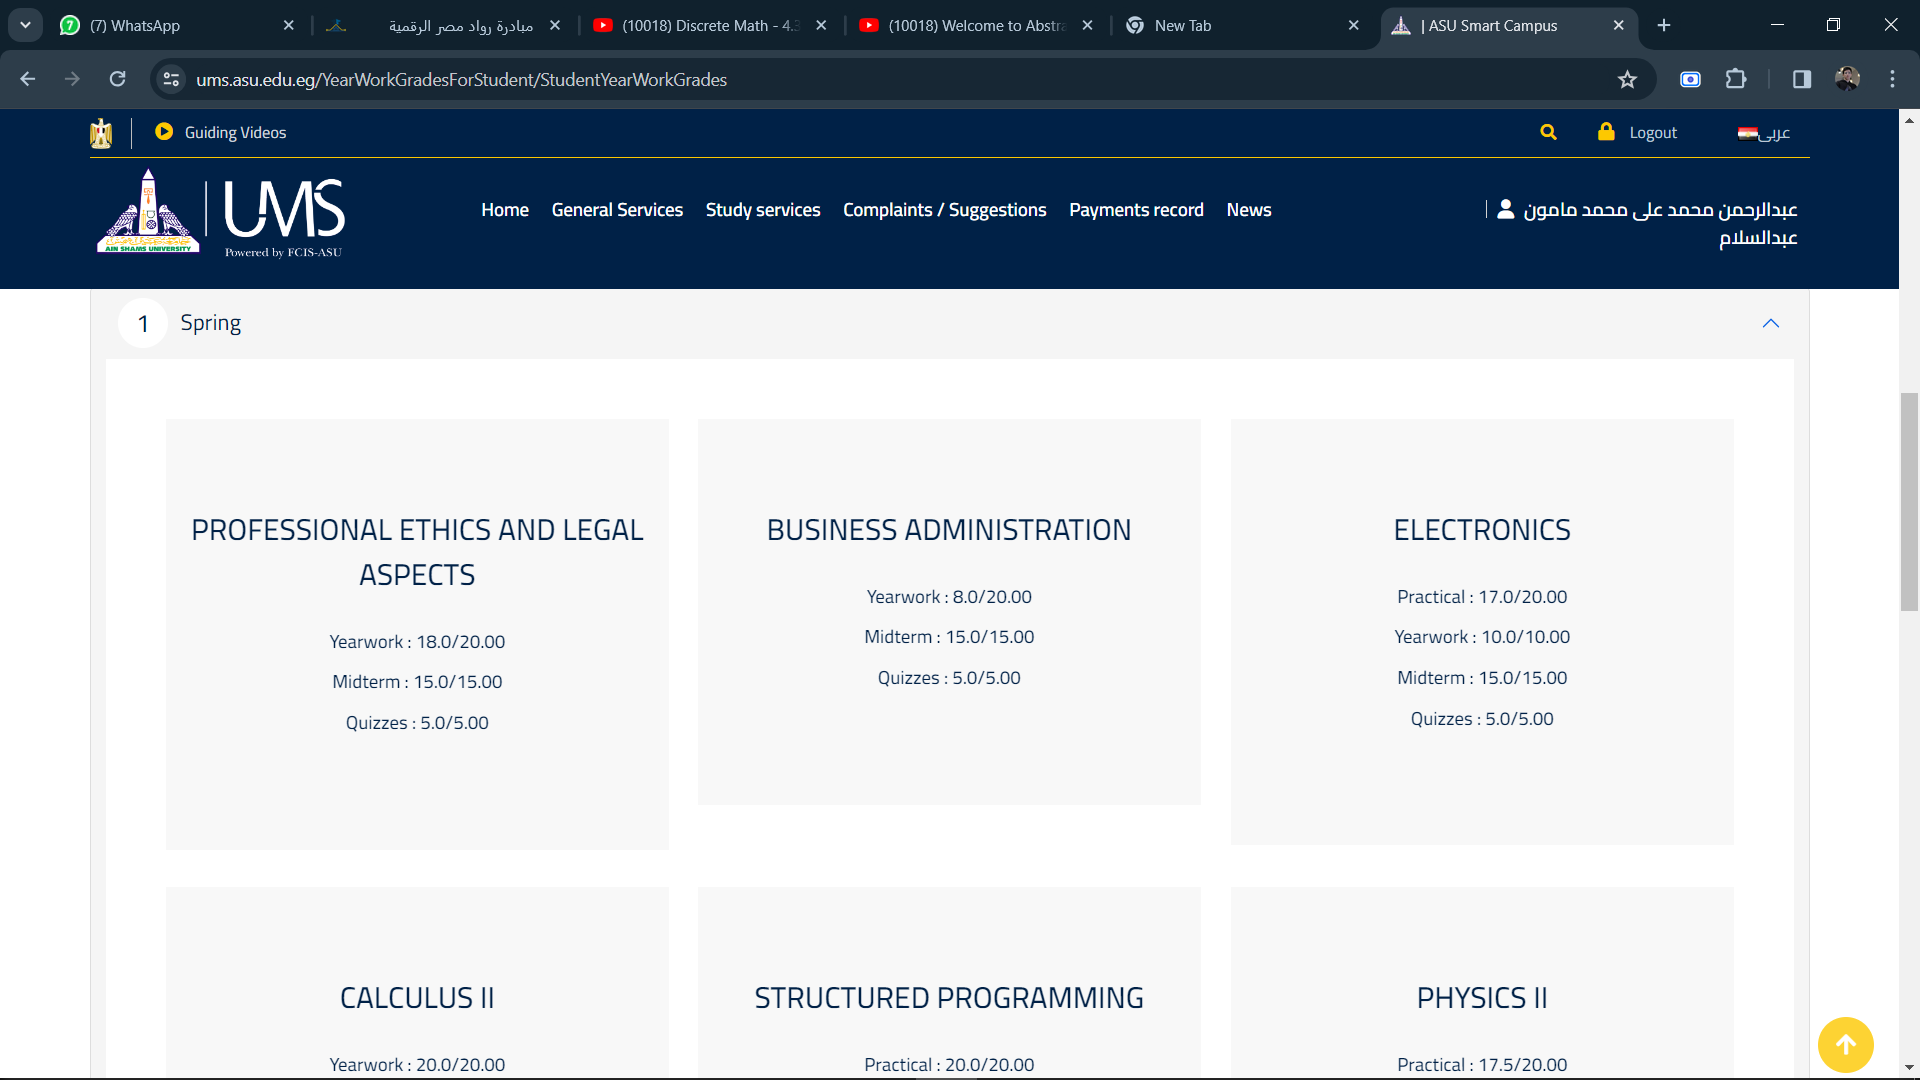 (7) WhatsApp
مبادرة رواد مصر الرقمية
(10018) Discrete Math - 4.3
(10018) Welcome to Abstra
New Tab
| ASU Smart Campus
ums.asu.edu.eg/YearWorkGradesForStudent/StudentYearWorkGrades
Guiding Videos
Logout
عربى
AIN SHAMS UNIVERSITY
UMS
Powered by FCIS-ASU
Home
General Services
Study services
Complaints / Suggestions
Payments record
News
عبدالرحمن محمد على محمد مامون
عبدالسلام
1
Spring
PROFESSIONAL ETHICS AND LEGAL
ASPECTS
Yearwork : 18.0/20.00
Midterm : 15.0/15.00
Quizzes : 5.0/5.00
BUSINESS ADMINISTRATION
Yearwork : 8.0/20.00
Midterm : 15.0/15.00
Quizzes : 5.0/5.00
ELECTRONICS
Practical : 17.0/20.00
Yearwork : 10.0/10.00
Midterm : 15.0/15.00
Quizzes : 5.0/5.00
CALCULUS II
Yearwork : 20.0/20.00
STRUCTURED PROGRAMMING
Practical : 20.0/20.00
PHYSICS II
Practical : 17.5/20.00